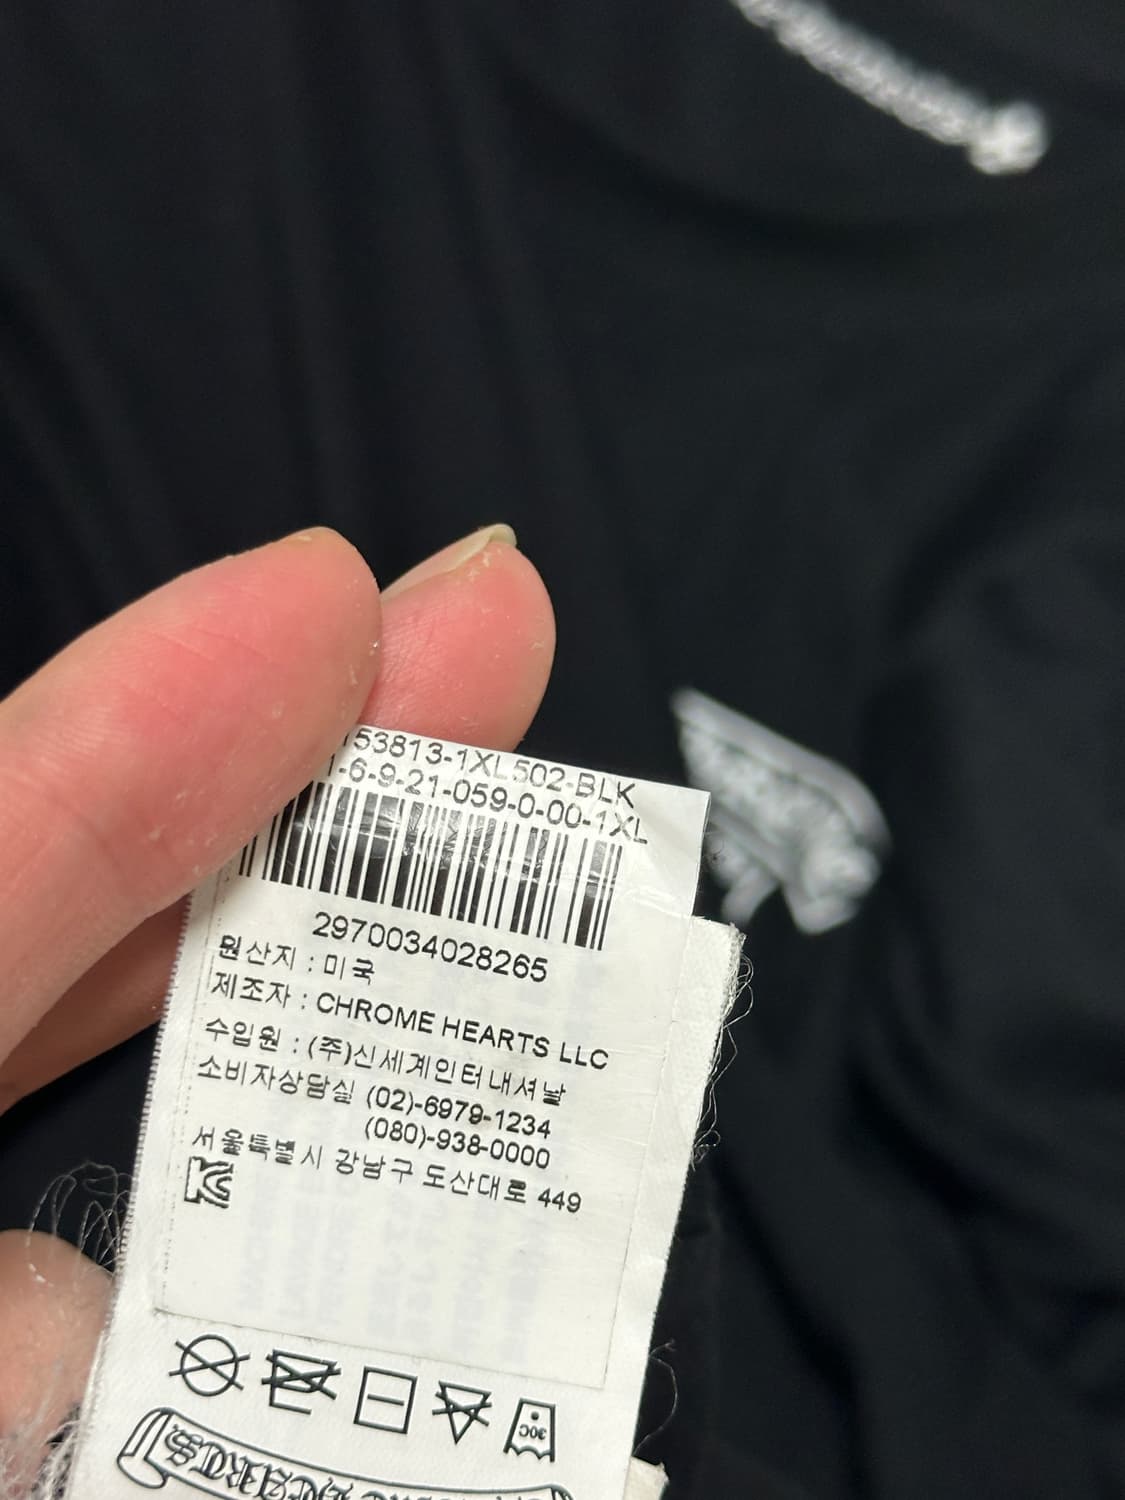 153813-1XL502-BLK
1-6-9-21-059-0-00-1XL
2970034028265
원산지 : 미국
제조자 : CHROME HEARTS LLC
수입원 : (주)신세계인터내셔날
소비자상담실 (02)-6979-1234
(080)-938-0000
서울특별시 강남구 도산대로 449
30C